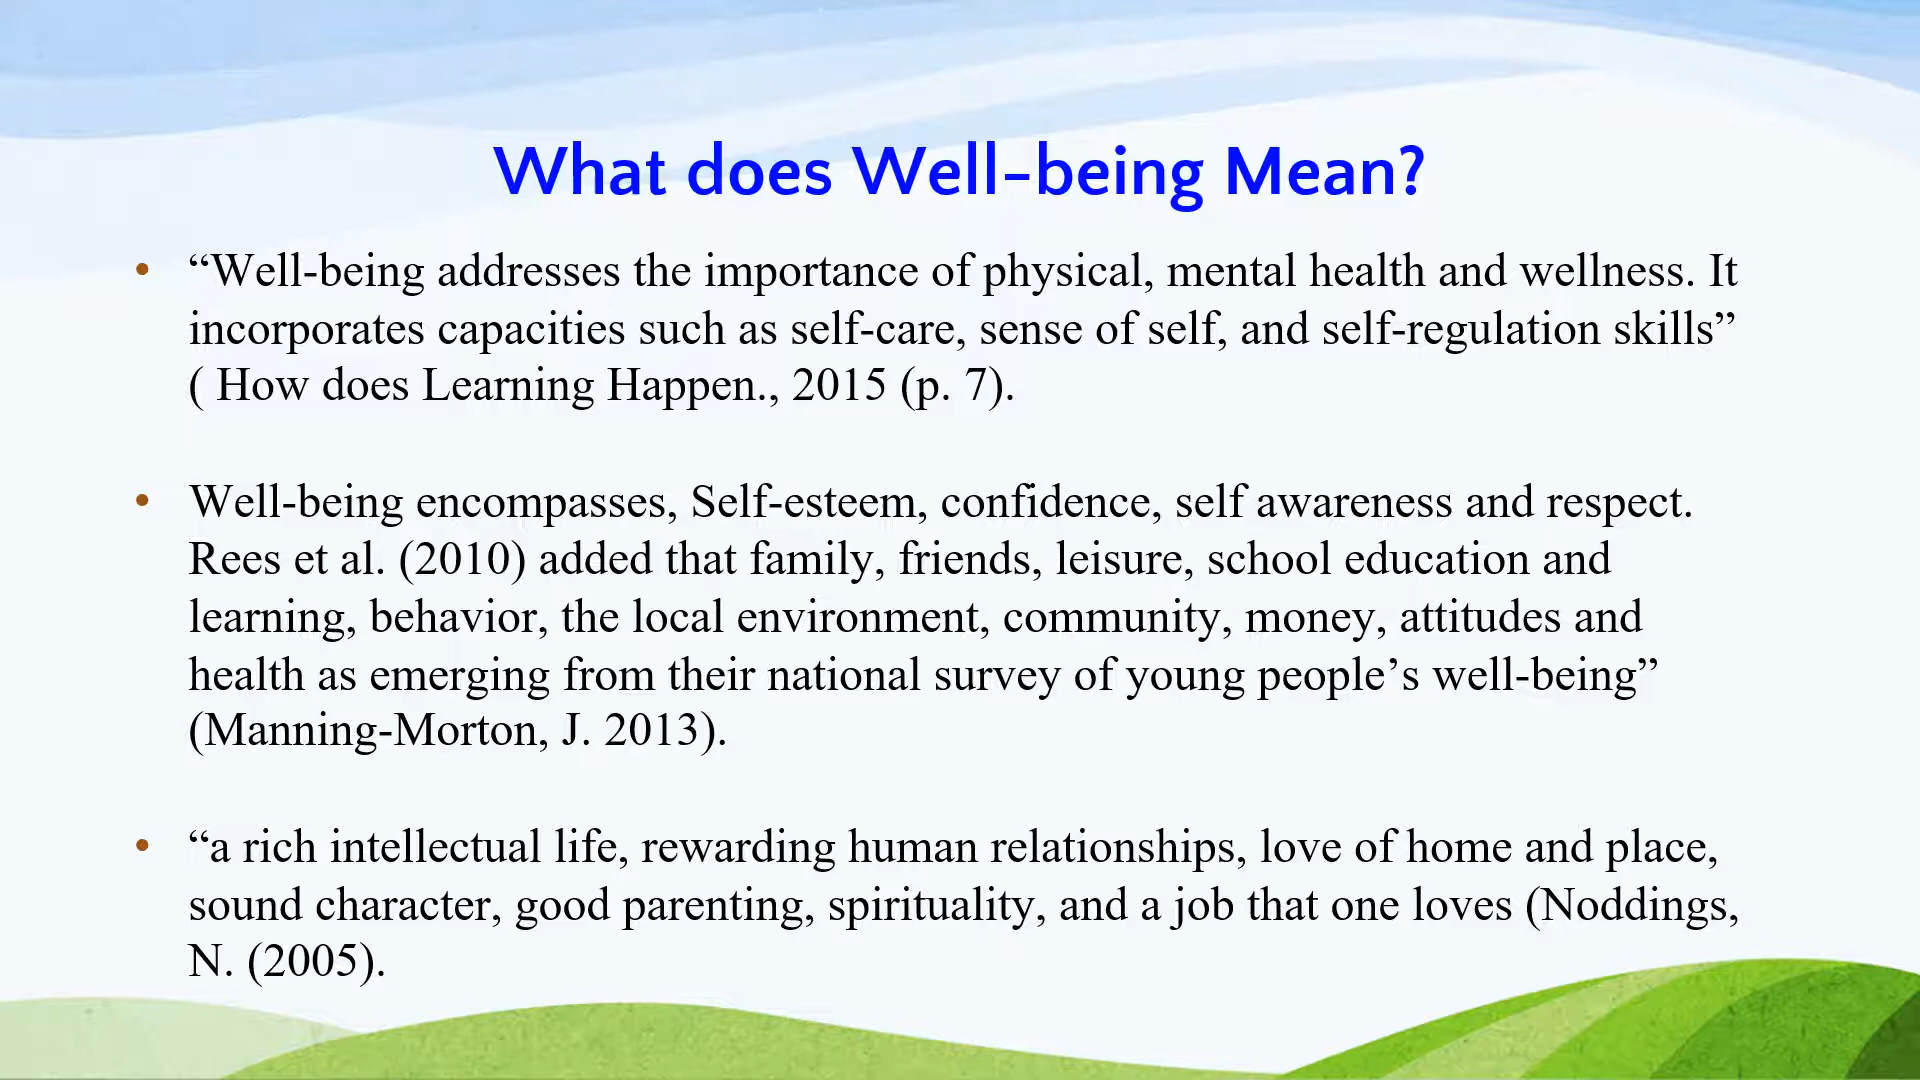 What does Well-being Mean?
• “Well-being addresses the importance of physical, mental health and wellness. It
incorporates capacities such as self-care, sense of self, and self-regulation skills”
( How does Learning Happen., 2015 (p. 7).
• Well-being encompasses, Self-esteem, confidence, self awareness and respect.
Rees et al. (2010) added that family, friends, leisure, school education and
learning, behavior, the local environment, community, money, attitudes and
health as emerging from their national survey of young people’s well-being”
(Manning-Morton, J. 2013).
• “a rich intellectual life, rewarding human relationships, love of home and place,
sound character, good parenting, spirituality, and a job that one loves (Noddings,
N. (2005).